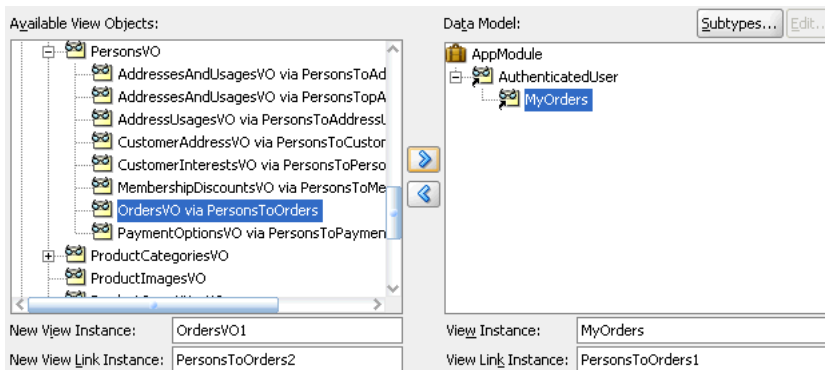 Available View Objects:
PersonsVO
AddressesAndUsagesVO via PersonsToAd
AddressesAndUsagesVO via PersonsTopA
AddressUsagesVO via PersonsToAddressU
CustomerAddressVO via PersonsToCustor
CustomerInterestsVO via PersonsToPerso
MembershipDiscountsVO via PersonsToMe
OrdersVO via PersonsToOrders
PaymentOptionsVO via PersonsToPaymen
ProductCategoriesVO
ProductImagesVO
New View Instance: OrdersVO1
New View Link Instance: PersonsToOrders2
Data Model:
Subtypes...
Edit..
AppModule
AuthenticatedUser
MyOrders
View Instance: MyOrders
View Link Instance: PersonsToOrders1